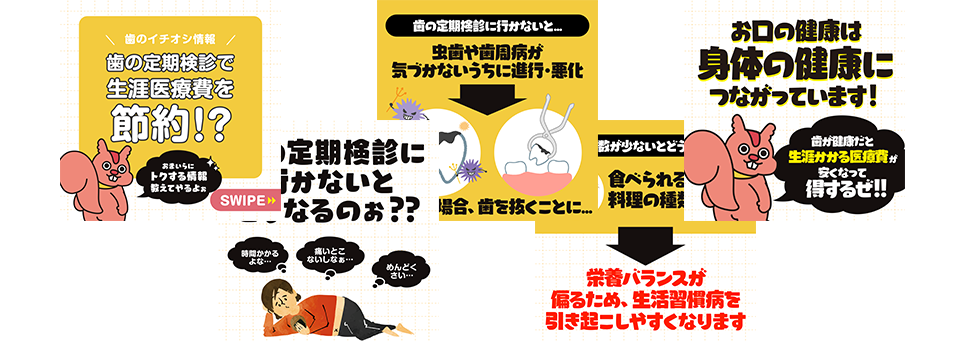 歯のイチオシ情報
歯の定期検診で
生涯医療費を
節約!?
おまいらに
トクする情報
教えてやるよぉ
SWIPE
定期検診に
かないと
なるのぉ??
時間かかる
よな…
痛いとこ
ないしなぁ…
めんどく
さい…
歯の定期検診に行かないと...
虫歯や歯周病が
気づかないうちに進行・悪化
場合、歯を抜くことに...
数が少ないとどう
食べられる
料理の種
栄養バランスが
偏るため、生活習慣病を
引き起こしやすくなります
お口の健康は
身体の健康に
つながっています!
歯が健康だと
生涯かかる医療費が
安くなって
得するぜ!!